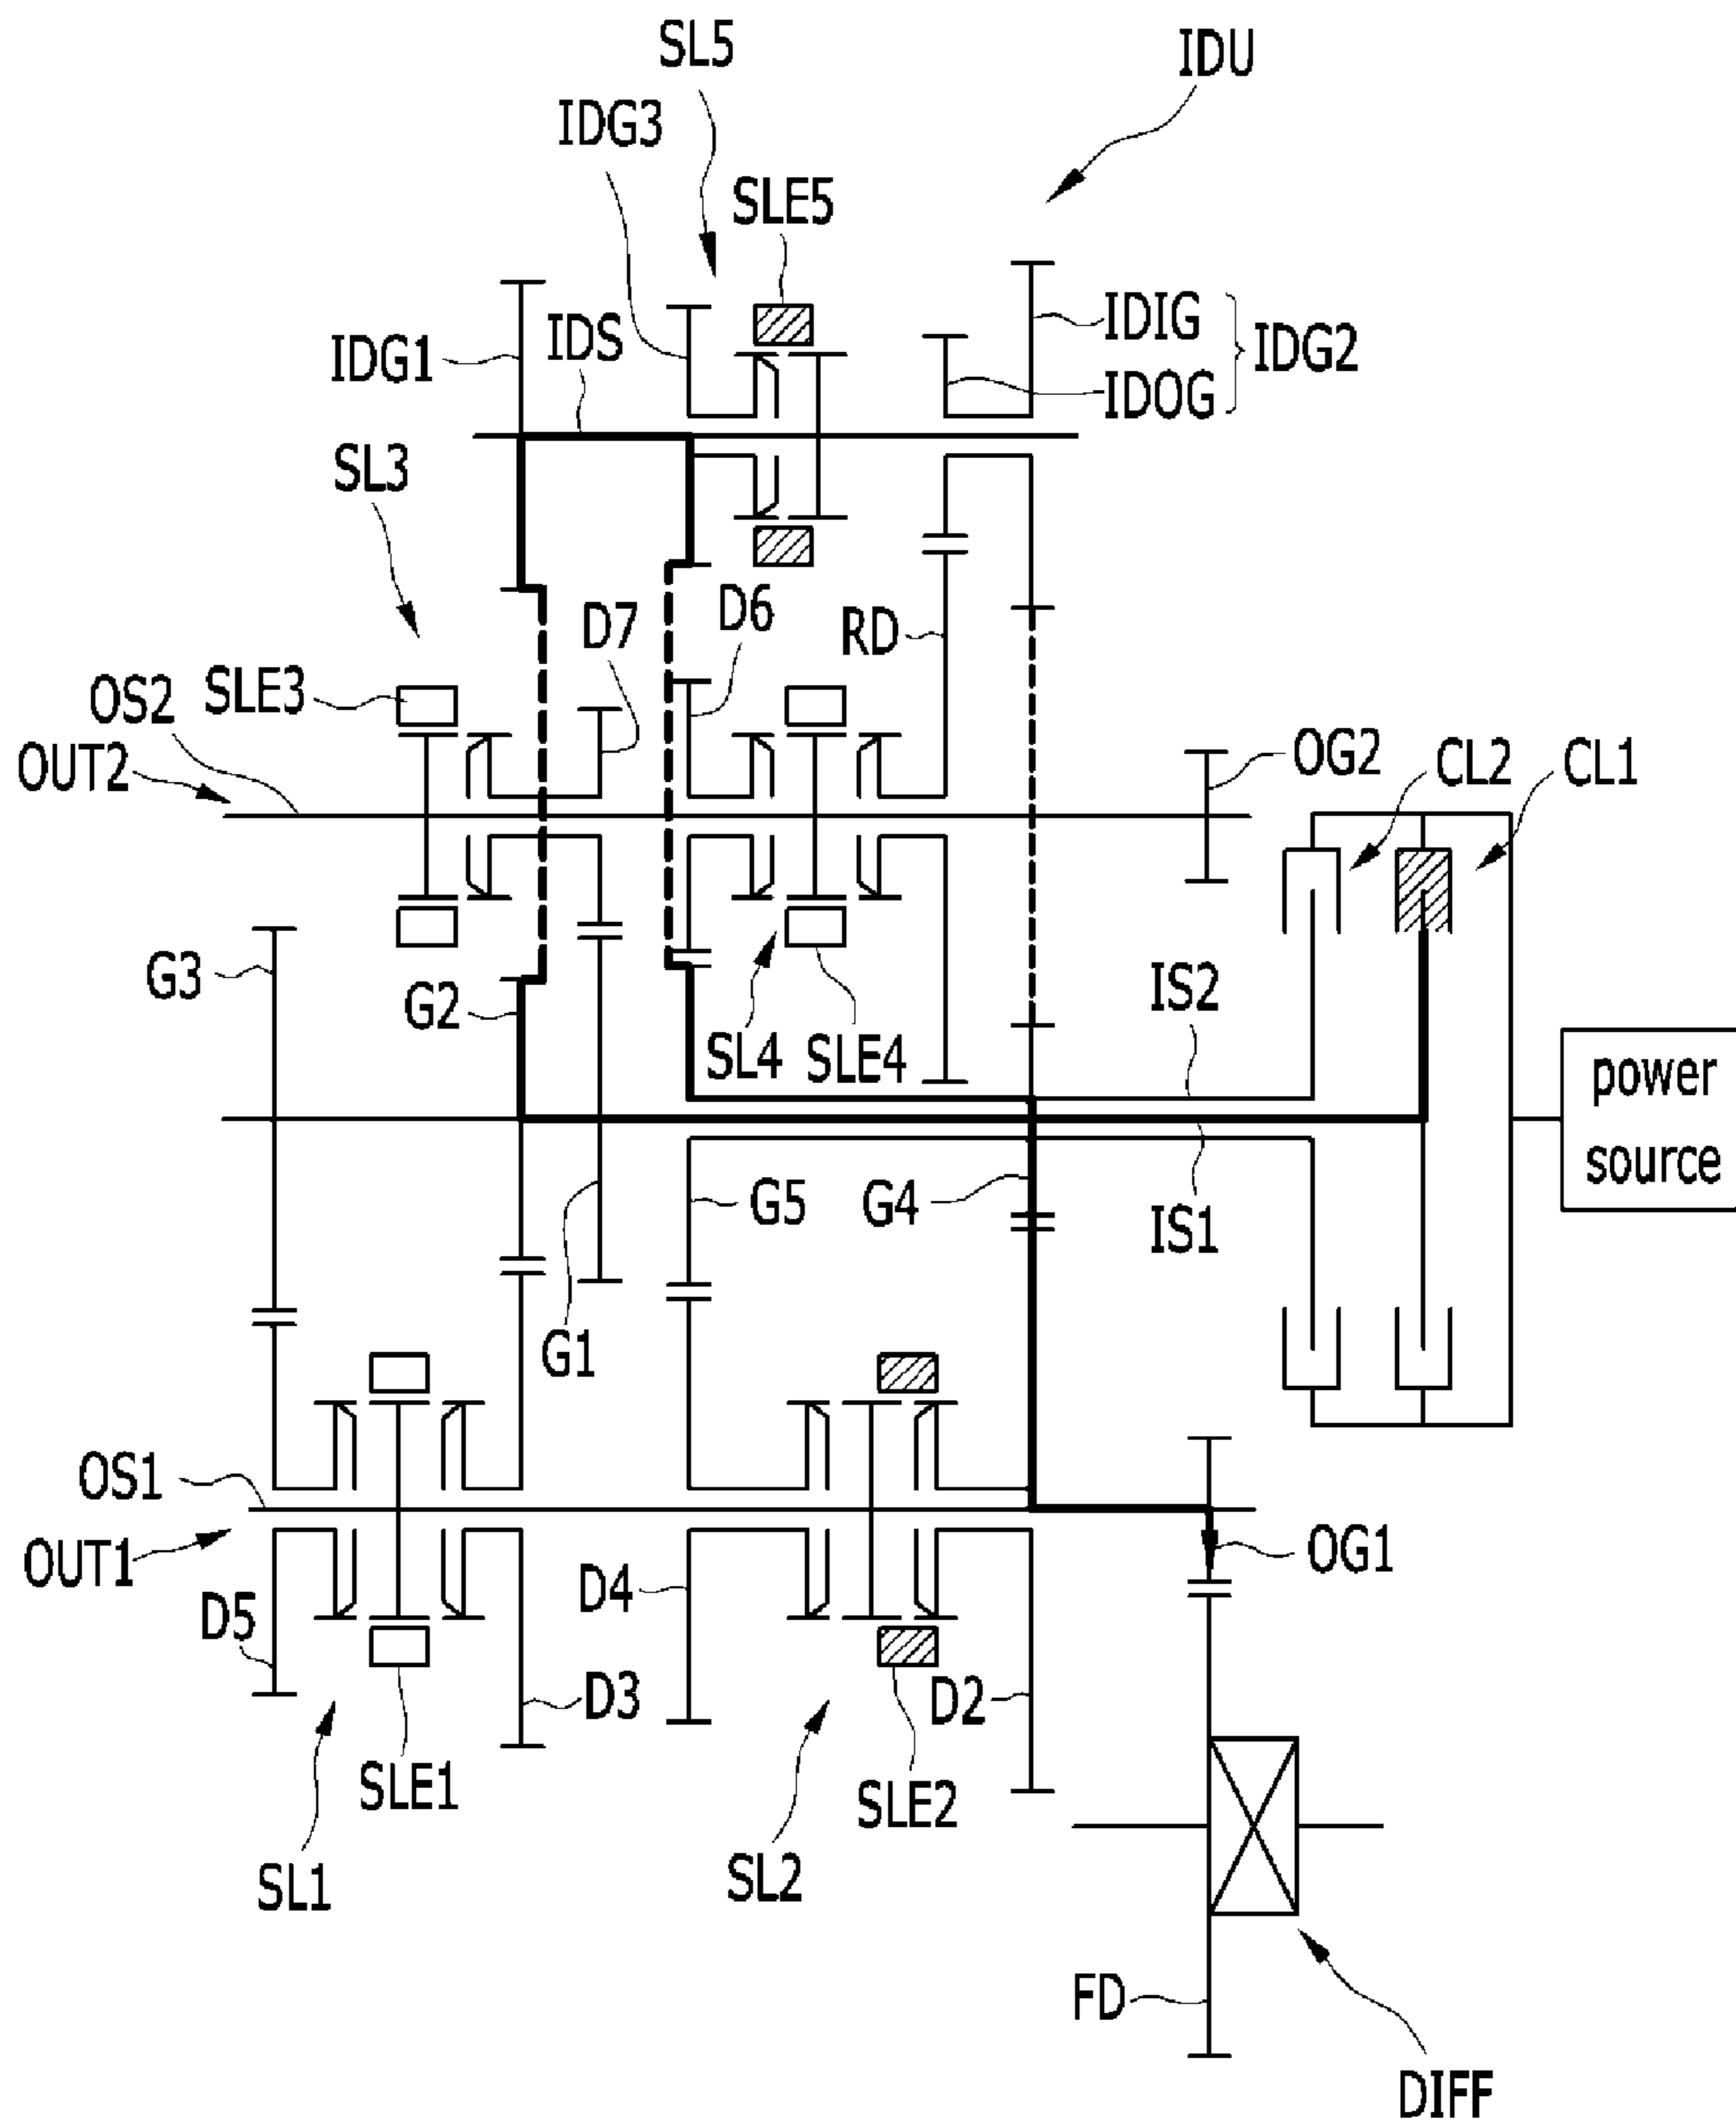 SL5
IDU
IDG3
SLE5
IDIG
IDG1
IDS
IDG2
IDOG
SL3
D7
D6
RD
OS2
SLE3
OUT2
OG2
CL2
CL1
G3
G2
IS2
SL4
SLE4
power
source
G5
G4
IS1
G1
OS1
OUT1
OG1
D5
D4
D3
D2
SLE1
SLE2
SL1
SL2
FD
DIFF